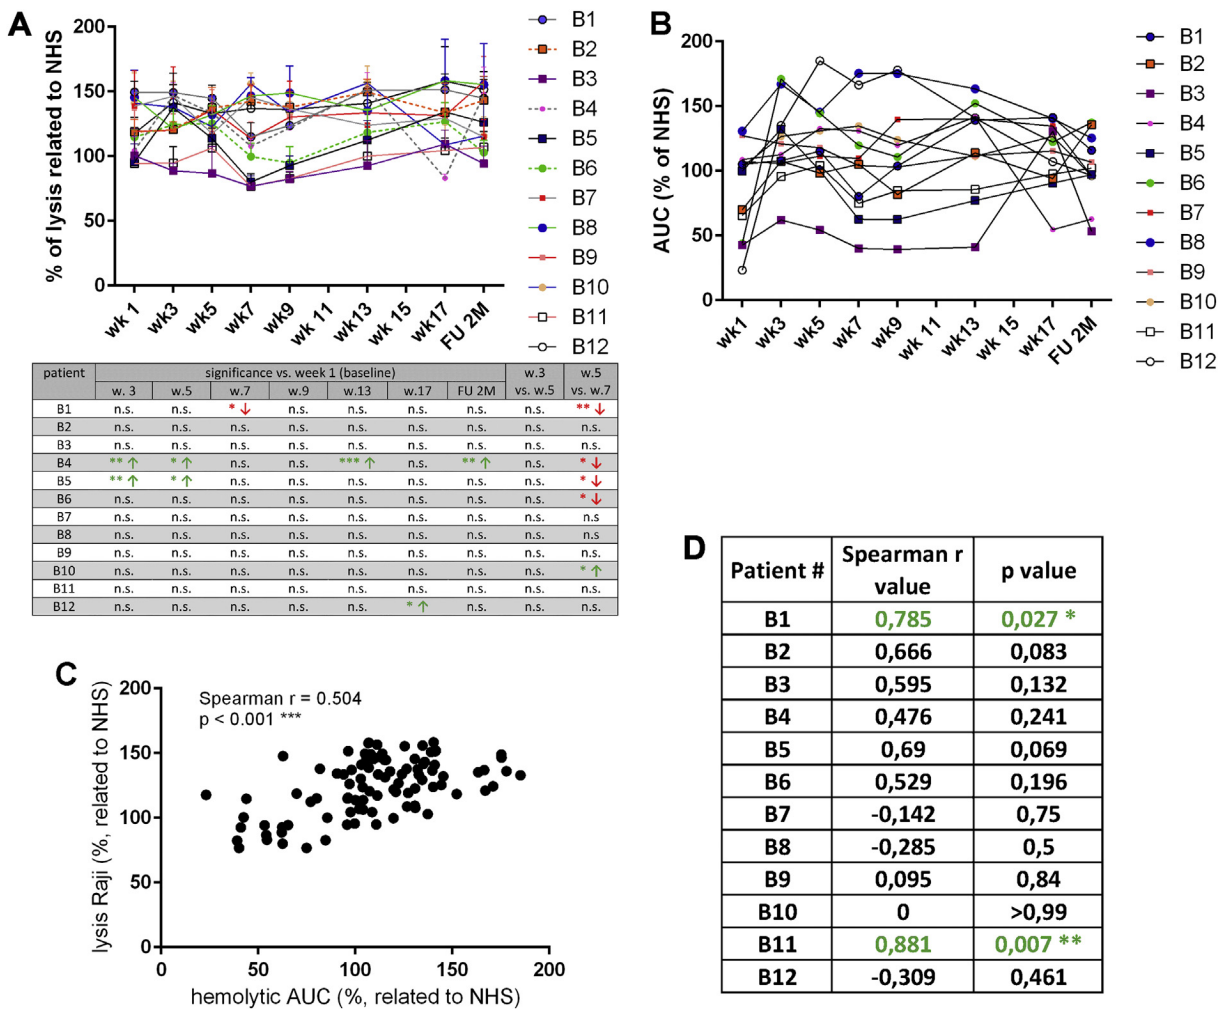 A
% of lysis related to NHS
200
150
100
50
0
wk 1
wk3
wk5
wk7
wk9
wk 11
wk13
wk 15
wk17
FU 2M
B1
B2
B3
B4
B5
B6
B7
B8
B9
B10
B11
B12
B
AUC (% of NHS)
200
150
100
50
0
wk1
wk3
wk5
wk7
wk9
wk 11
wk13
wk 15
wk17
FU 2M
B1
B2
B3
B4
B5
B6
B7
B8
B9
B10
B11
B12
patient significance vs. week 1 (baseline) w.3 vs. w.5 w.5 vs. w.7
w. 3 w.5 w.7 w.9 w.13 w.17 FU 2M
B1 n.s. n.s. * ↓ n.s. n.s. n.s. n.s. n.s. ** ↓
B2 n.s. n.s. n.s. n.s. n.s. n.s. n.s. n.s. n.s.
B3 n.s. n.s. n.s. n.s. n.s. n.s. n.s. n.s. n.s.
B4 ** ↑ * ↑ n.s. n.s. *** ↑ n.s. ** ↑ n.s. * ↓
B5 ** ↑ * ↑ n.s. n.s. n.s. n.s. n.s. n.s. * ↓
B6 n.s. n.s. n.s. n.s. n.s. n.s. n.s. n.s. * ↓
B7 n.s. n.s. n.s. n.s. n.s. n.s. n.s. n.s. n.s
B8 n.s. n.s. n.s. n.s. n.s. n.s. n.s. n.s. n.s
B9 n.s. n.s. n.s. n.s. n.s. n.s. n.s. n.s. n.s.
B10 n.s. n.s. n.s. n.s. n.s. n.s. n.s. n.s. * ↑
B11 n.s. n.s. n.s. n.s. n.s. n.s. n.s. n.s. n.s.
B12 n.s. n.s. n.s. n.s. n.s. * ↑ n.s. n.s. n.s.
C
lysis Raji (%, related to NHS)
200
150
100
50
0
Spearman r = 0.504
p < 0.001 ***
0 50 100 150 200
hemolytic AUC (%, related to NHS)
D
Patient # Spearman r value p value
B1 0,785 0,027 *
B2 0,666 0,083
B3 0,595 0,132
B4 0,476 0,241
B5 0,69 0,069
B6 0,529 0,196
B7 -0,142 0,75
B8 -0,285 0,5
B9 0,095 0,84
B10 0 >0,99
B11 0,881 0,007 **
B12 -0,309 0,461